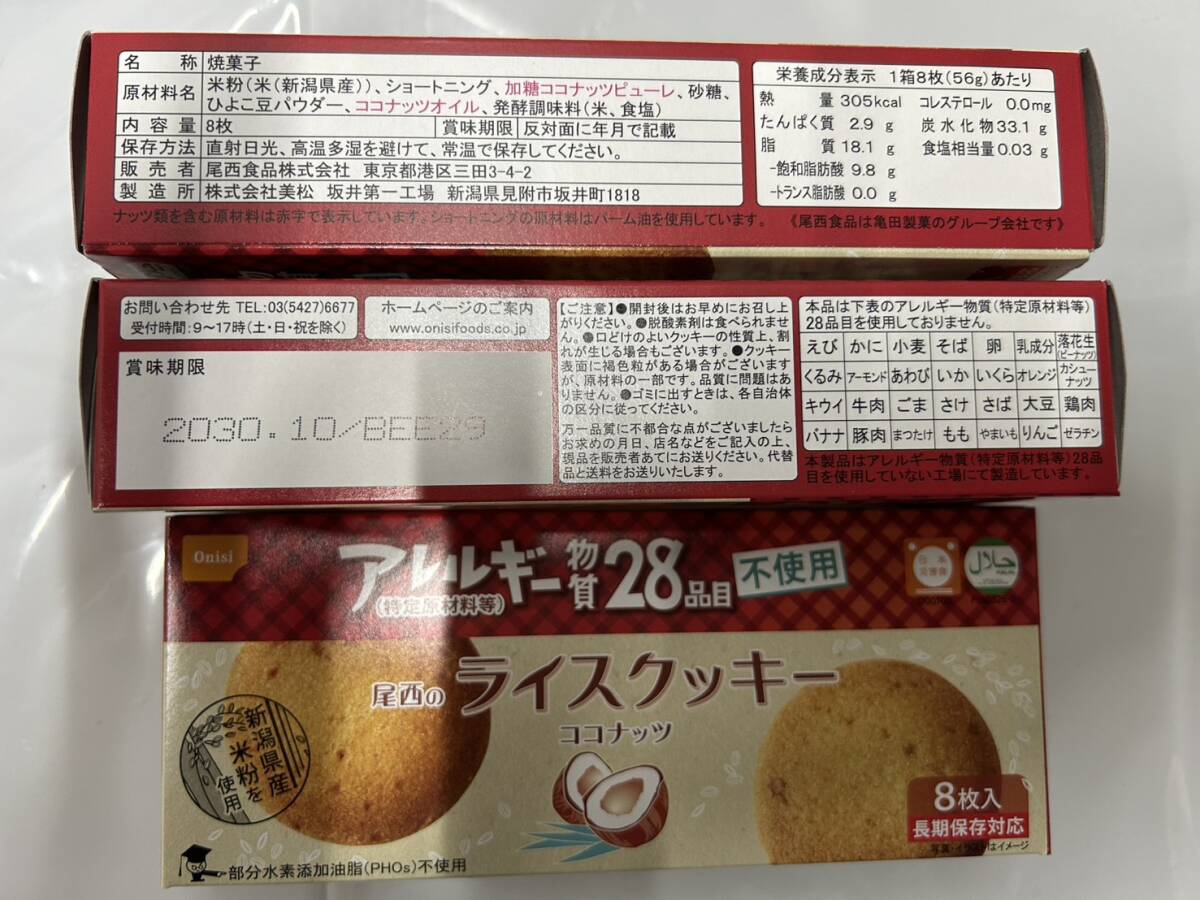 名称 焼菓子
原材料名 米粉(米(新潟県産))、ショートニング、加糖ココナッツピューレ、砂糖、
ひよこ豆パウダー、ココナッツオイル、発酵調味料(米、食塩)
内容量 8枚 賞味期限 反対面に年月で記載
保存方法 直射日光、高温多湿を避けて、常温で保存してください。
販売者 尾西食品株式会社 東京都港区三田3-4-2
製造所 株式会社美松 坂井第一工場 新潟県見附市坂井町1818
ナッツ類を含む原材料は赤字で表示しています。ショートニングの原材料はパーム油を使用しています。 《尾西食品は亀田製菓のグループ会社です》
栄養成分表示 1箱8枚(56g)あたり
熱量 305kcal コレステロール 0.0mg
たんぱく質 2.9 g 炭水化物 33.1 g
脂質 18.1 g 食塩相当量 0.03 g
-飽和脂肪酸 9.8 g
-トランス脂肪酸 0.0 g
お問い合わせ先 TEL:03(5427)6677
受付時間:9〜17時(土・日・祝を除く)
ホームページのご案内
www.onisifoods.co.jp
賞味期限
2030.10/BEE29
【ご注意】●開封後はお早めにお召し上
がりください。●脱酸素剤は食べられませ
ん。●口どけのよいクッキーの性質上、割
れが生じる場合もございます。●クッキー
表面に褐色粒がある場合がございます
が、原材料の一部です。品質に問題はあ
りません。●ゴミに出すときは、各自治体
の区分に従ってください。
万一品質に不都合な点がございましたら
お求めの月日、店名などをご記入の上、
現品を販売者あてにお送りください。代替
品と送料をお送りいたします。
本品は下表のアレルギー物質(特定原材料等)
28品目を使用しておりません。
えび かに 小麦 そば 卵 乳成分 落花生(ピーナッツ)
くるみ アーモンド あわび いか いくら オレンジ カシューナッツ
キウイ 牛肉 ごま さけ さば 大豆 鶏肉
バナナ 豚肉 まつたけ もも やまいも りんご ゼラチン
本製品はアレルギー物質(特定原材料等)28品
目を使用していない工場にて製造しています。
Onisi
アレルギー物質28品目 不使用
(特定原材料等)
尾西の ライスクッキー
ココナッツ
新潟県産
米粉を
使用
8枚入
長期保存対応
写真・イラストはイメージ
部分水素添加油脂(PHOs)不使用